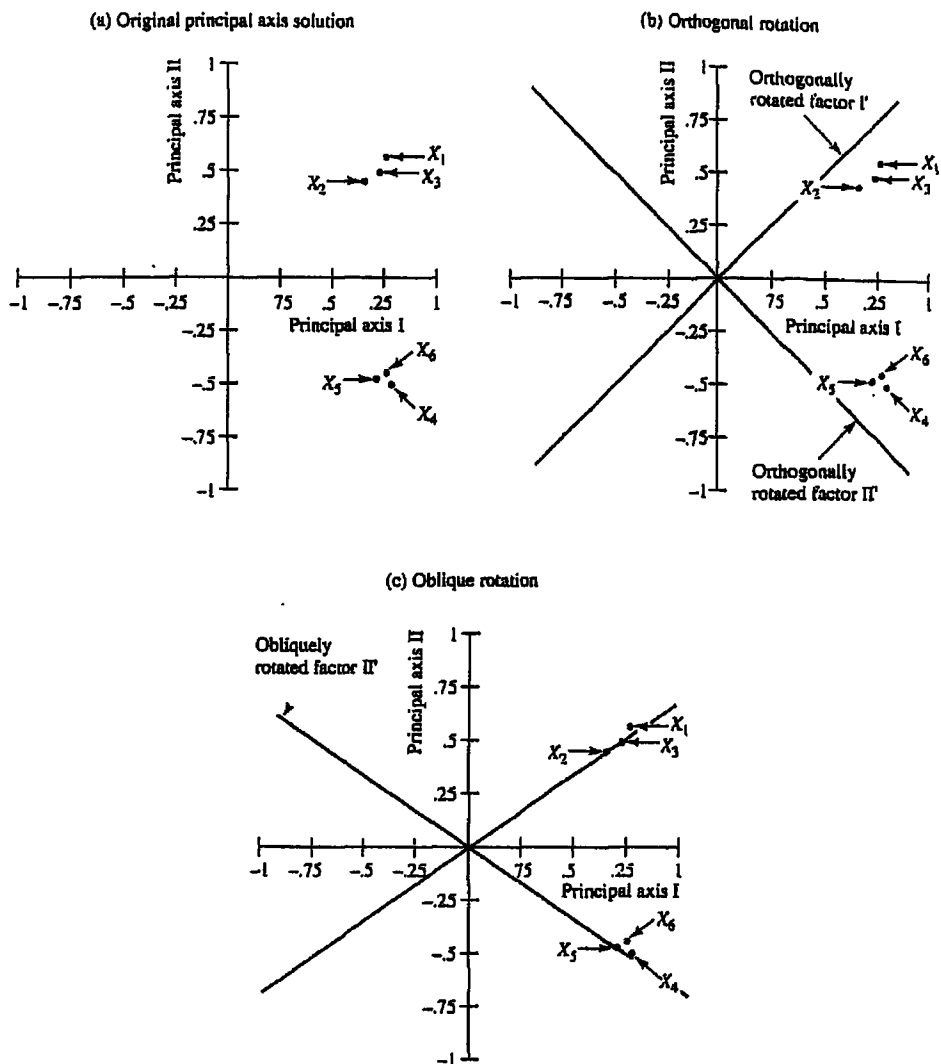 (a) Original principal axis solution
Principal axis II
1
.75
.5
.25
-.25
-.5
-.75
-1
-1 -.75 -.5 -.25 .75 .5 .25 1
Principal axis I
X1
X2
X3
X6
X5
X4
(b) Orthogonal rotation
Principal axis II
1
.75
.5
.25
-.25
-.5
-.75
-1
-1 -.75 -.5 -.25 .75 .5 .25 1
Principal axis I
Orthogonally
rotated factor I'
X1
X2
X3
X6
X5
X4
Orthogonally
rotated factor II'
(c) Oblique rotation
Obliquely
rotated factor II'
Principal axis II
1
.75
.5
.25
-.25
-.5
-.75
-1
-1 -.75 -.5 -.25 .75 .5 .25 1
Principal axis I
X1
X2
X3
X6
X5
X4